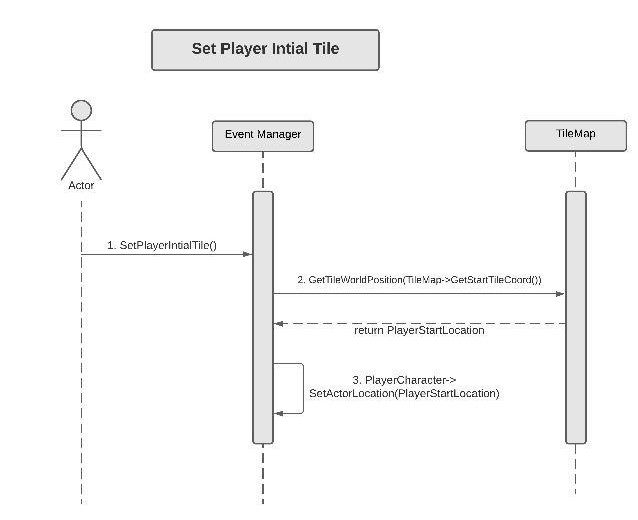 Set Player Intial Tile
Event Manager
TileMap
Actor
1. SetPlayerIntialTile()
2. GetTileWorldPosition(TileMap->GetStartTileCoord())
return PlayerStartLocation
3. PlayerCharacter->
SetActorLocation(PlayerStartLocation)